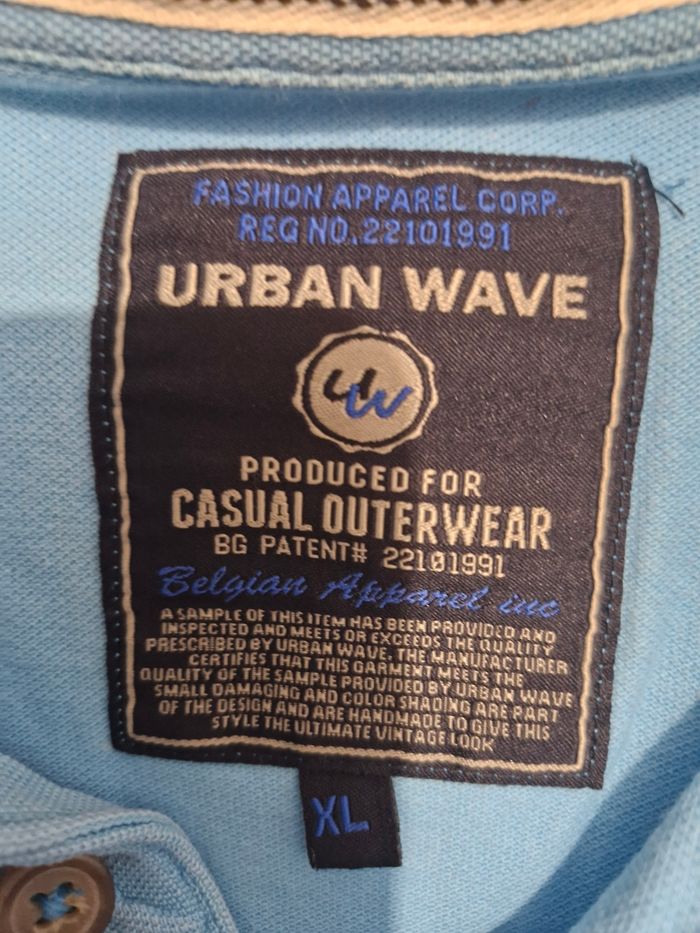 FASHION APPAREL CORP.
REG NO. 22101991
URBAN WAVE
UW
PRODUCED FOR
CASUAL OUTERWEAR
BG PATENT# 22101991
Belgian Apparel inc
A SAMPLE OF THIS ITEM HAS BEEN PROVIDED AND
INSPECTED AND MEETS OR EXCEEDS THE QUALITY
PRESCRIBED BY URBAN WAVE. THE MANUFACTURER
CERTIFIES THAT THIS GARMENT MEETS THE
QUALITY OF THE SAMPLE PROVIDED BY URBAN WAVE
SMALL DAMAGING AND COLOR SHADING ARE PART
OF THE DESIGN AND ARE HANDMADE TO GIVE THIS
STYLE THE ULTIMATE VINTAGE LOOK
XL